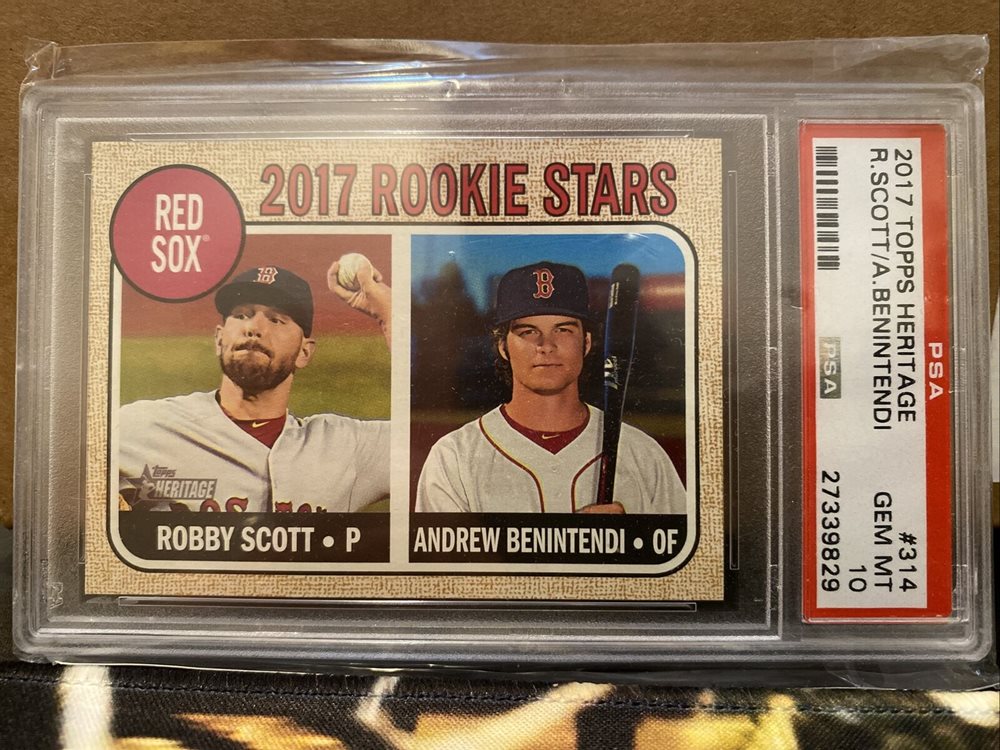 2017 ROOKIE STARS
RED
SOX®
B
B
TOPPS
HERITAGE
ROBBY SCOTT • P
ANDREW BENINTENDI • OF
2017 TOPPS HERITAGE #314
R.SCOTT/A.BENINTENDI GEM MT
10
PSA 27339829
PSA